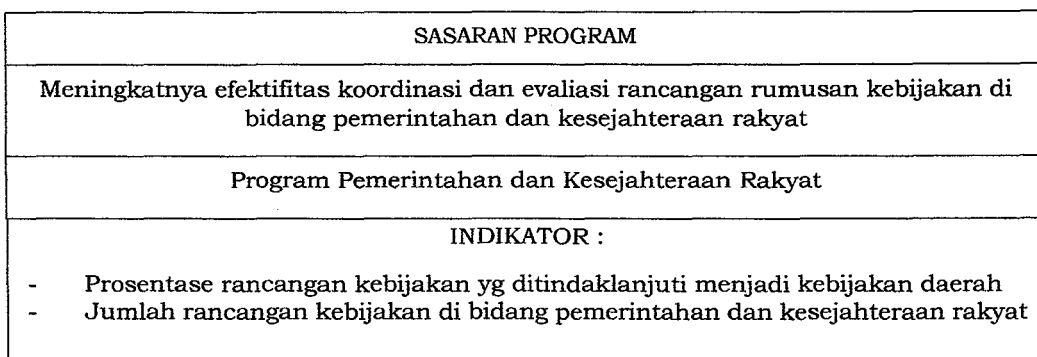 SASARAN PROGRAM
Meningkatnya efektifitas koordinasi dan evaliasi rancangan rumusan kebijakan di
bidang pemerintahan dan kesejahteraan rakyat
Program Pemerintahan dan Kesejahteraan Rakyat
INDIKATOR :
- Prosentase rancangan kebijakan yg ditindaklanjuti menjadi kebijakan daerah
- Jumlah rancangan kebijakan di bidang pemerintahan dan kesejahteraan rakyat